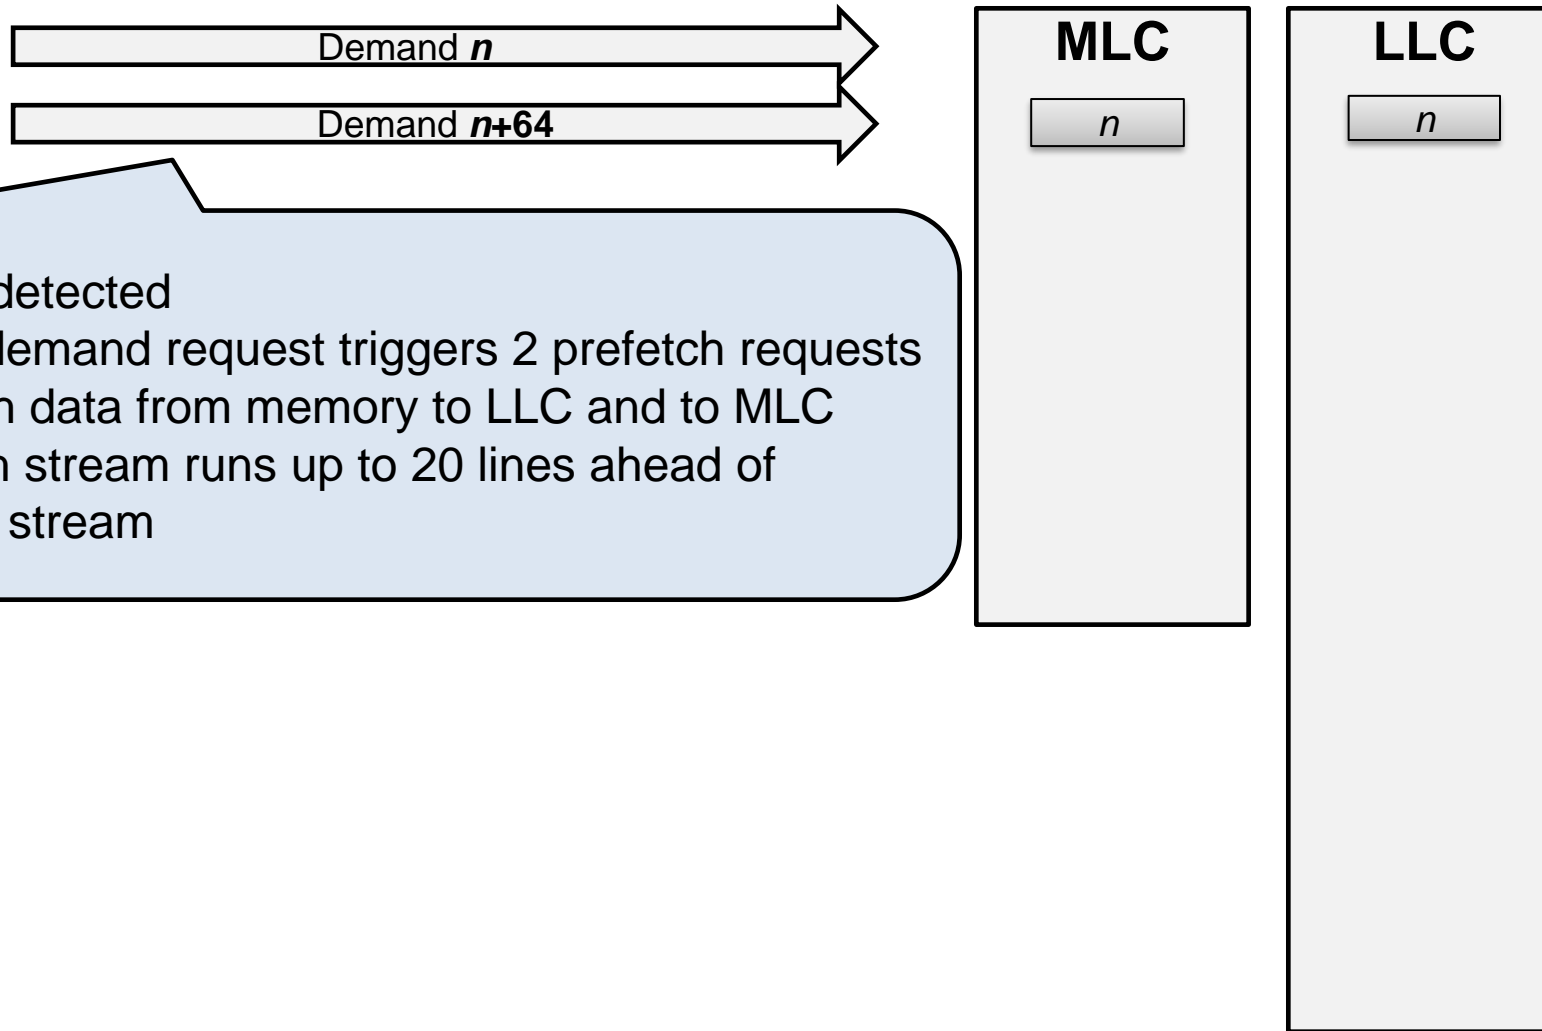 Demand n
Demand n+64
MLC
n
LLC
n
detected
demand request triggers 2 prefetch requests
data from memory to LLC and to MLC
stream runs up to 20 lines ahead of
stream